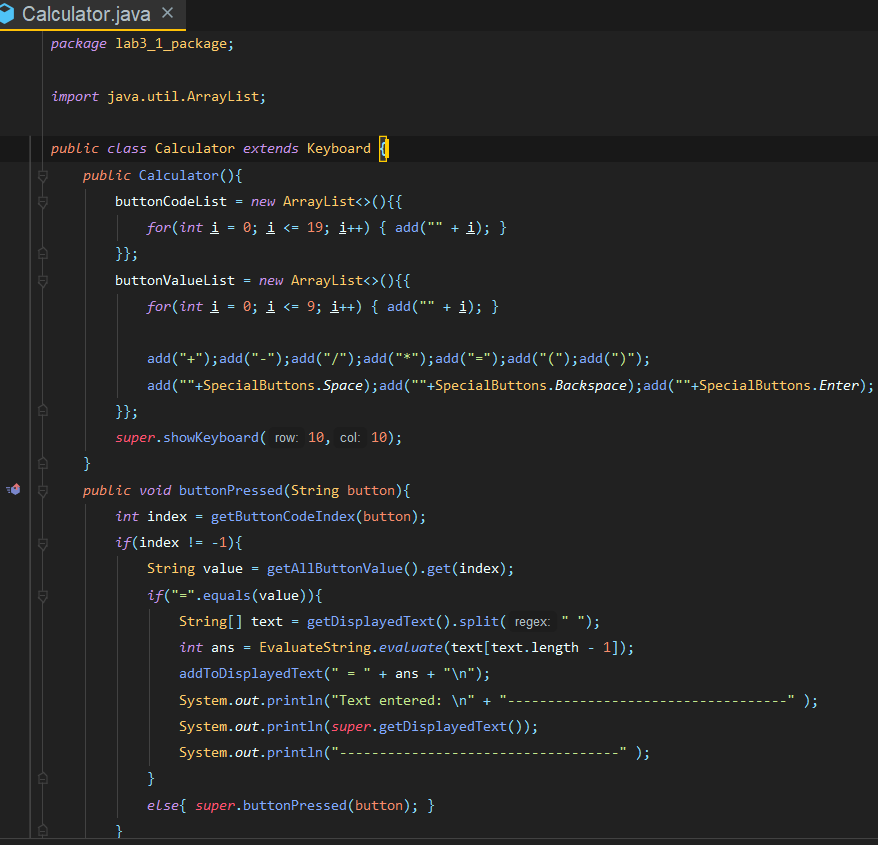 Calculator.java ×
package lab3_1_package;
import java.util.ArrayList;
public class Calculator extends Keyboard {
public Calculator(){
buttonCodeList = new ArrayList<>(){{
for(int i = 0; i <= 19; i++) { add("" + i); }
}};
buttonValueList = new ArrayList<>(){{
for(int i = 0; i <= 9; i++) { add("" + i); }
add("+");add("-");add("/");add("*");add("=");add("(");add(")");
add(""+SpecialButtons.Space);add(""+SpecialButtons.Backspace);add(""+SpecialButtons.Enter);
}};
super.showKeyboard( row: 10, col: 10);
}
public void buttonPressed(String button){
int index = getButtonCodeIndex(button);
if(index != -1){
String value = getAllButtonValue().get(index);
if("=".equals(value)){
String[] text = getDisplayedText().split( regex: " ");
int ans = EvaluateString.evaluate(text[text.length - 1]);
addToDisplayedText(" = " + ans + "\n");
System.out.println("Text entered: \n" + "-----------------------------------" );
System.out.println(super.getDisplayedText());
System.out.println("-----------------------------------" );
}
else{ super.buttonPressed(button); }
}